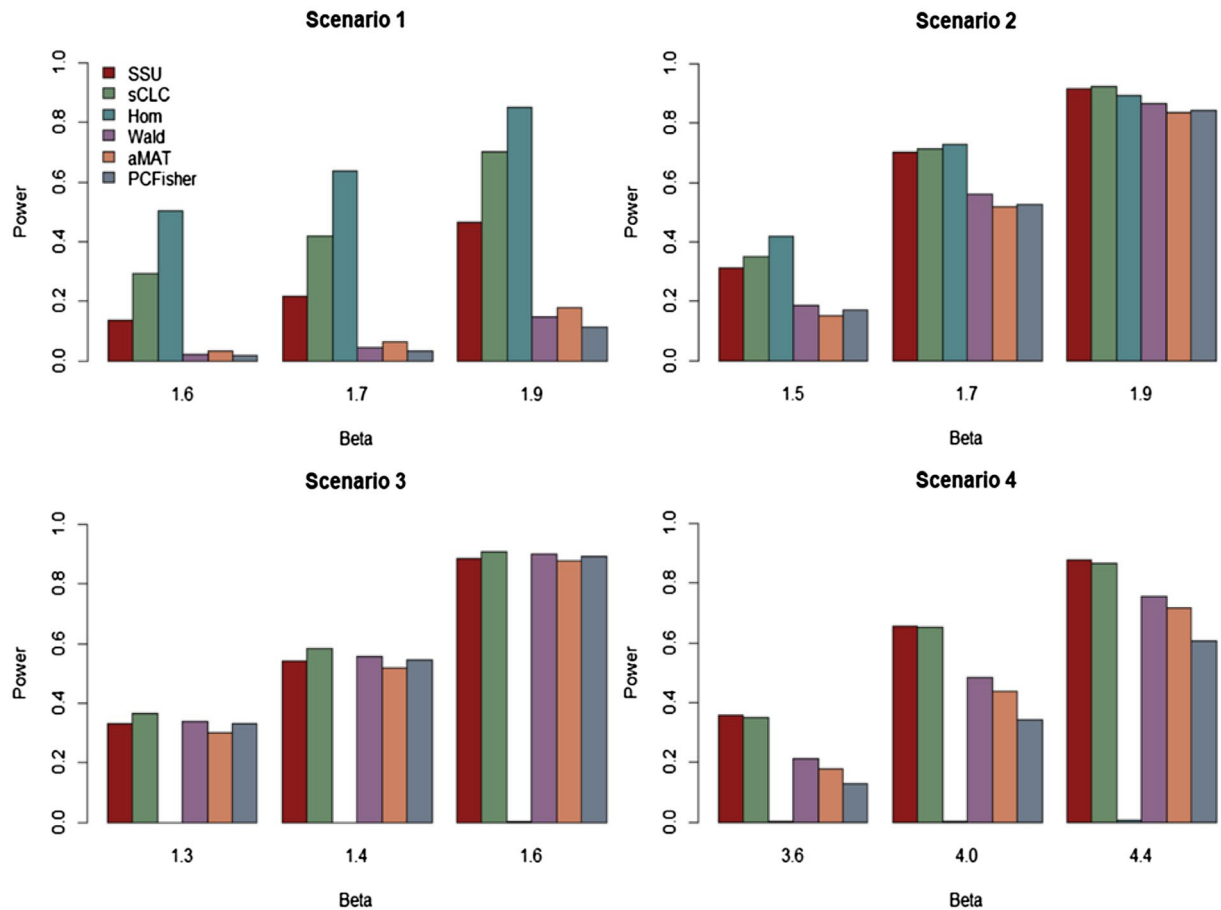 Scenario 1
Power
0.0 0.2 0.4 0.6 0.8 1.0
SSU
sCLC
Hom
Wald
aMAT
PCFisher
1.6 1.7 1.9
Beta
Scenario 2
Power
0.0 0.2 0.4 0.6 0.8 1.0
1.5 1.7 1.9
Beta
Scenario 3
Power
0.0 0.2 0.4 0.6 0.8 1.0
1.3 1.4 1.6
Beta
Scenario 4
Power
0.0 0.2 0.4 0.6 0.8 1.0
3.6 4.0 4.4
Beta